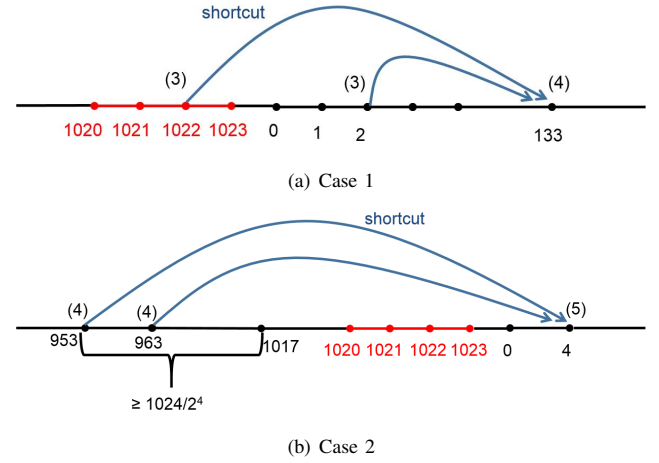 shortcut
(3) (3) (4)
1020 1021 1022 1023 0 1 2 133
(a) Case 1
shortcut
(4) (4) (5)
953 963 1017 1020 1021 1022 1023 0 4
≥ 1024/2⁴
(b) Case 2